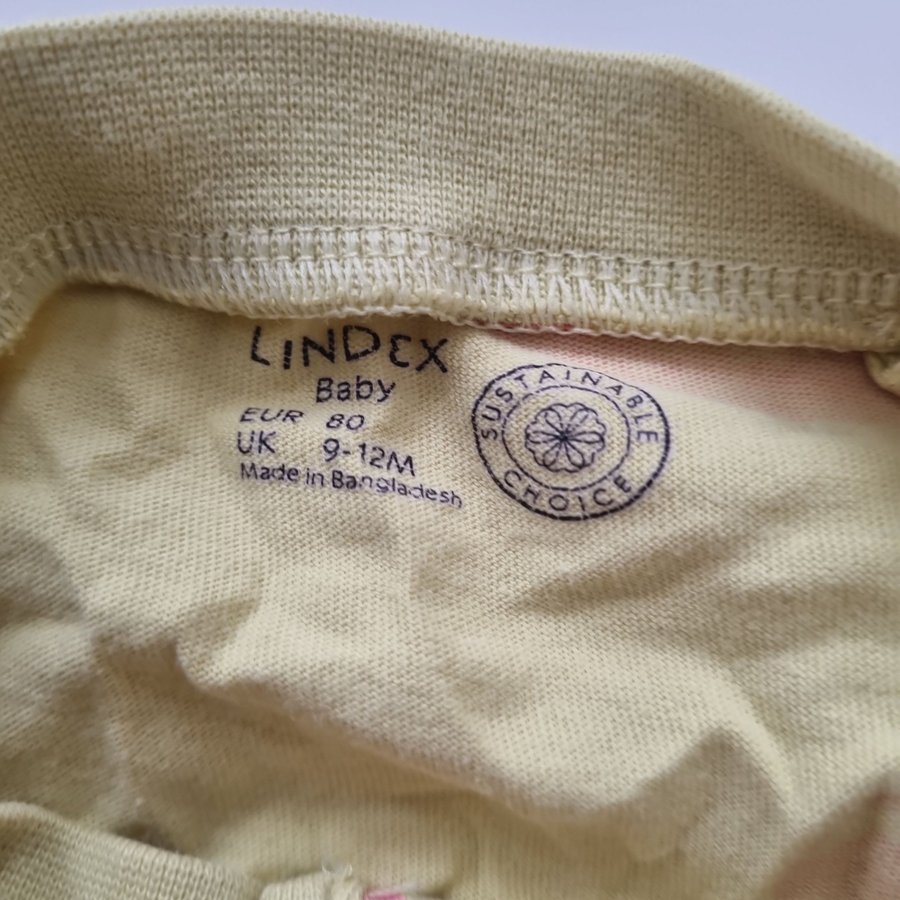 LINDEX
Baby
EUR 80
UK 9-12M
Made in Bangladesh
SUSTAINABLE
CHOICE